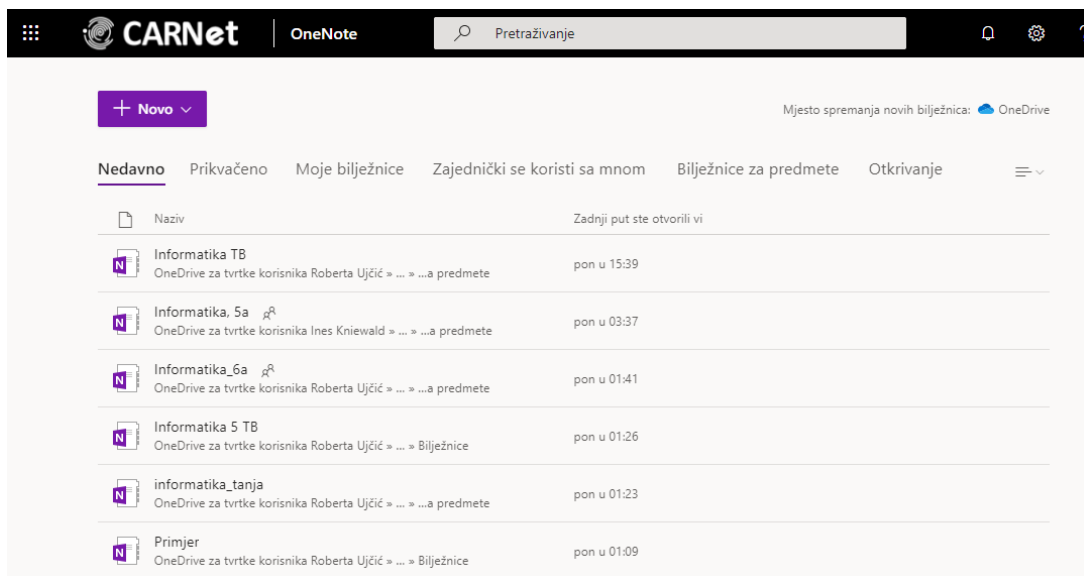 CARNet OneNote Pretraživanje
Novo Mjesto spremanja novih bilježnica: OneDrive
Nedavno Prikvačeno Moje bilježnice Zajednički se koristi sa mnom Bilježnice za predmete Otkrivanje
Naziv Zadnji put ste otvorili vi
Informatika TB
OneDrive za tvrtke korisnika Roberta Ujčić » ... » ...a predmete
pon u 15:39
Informatika, 5a
OneDrive za tvrtke korisnika Ines Kniewald » ... » ...a predmete
pon u 03:37
Informatika_6a
OneDrive za tvrtke korisnika Roberta Ujčić » ... » ...a predmete
pon u 01:41
Informatika 5 TB
OneDrive za tvrtke korisnika Roberta Ujčić » ... » Bilježnice
pon u 01:26
informatika_tanja
OneDrive za tvrtke korisnika Roberta Ujčić » ... » ...a predmete
pon u 01:23
Primjer
OneDrive za tvrtke korisnika Roberta Ujčić » ... » Bilježnice
pon u 01:09